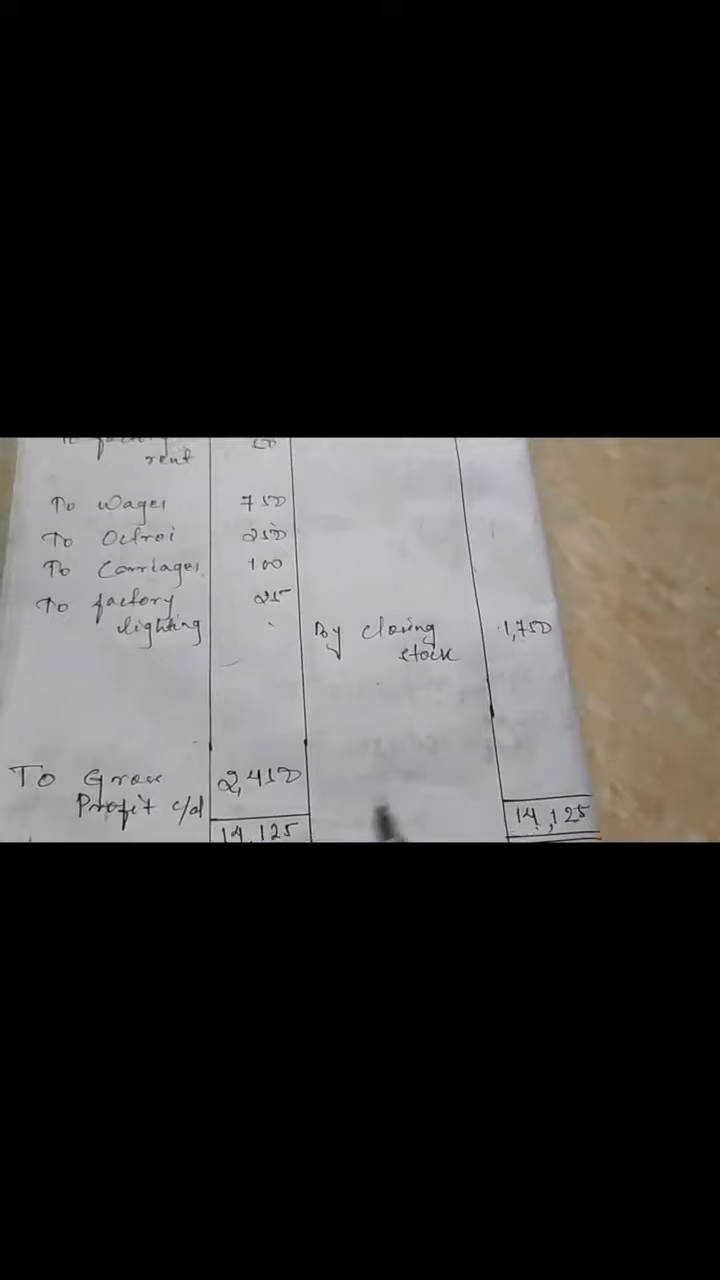 rent
To Wages 750
To Octroi 250
To Carriages 100
To factory 25
lighting
By closing 1,750
stock
To Gross 2,450
Profit c/d
14,125 14,125